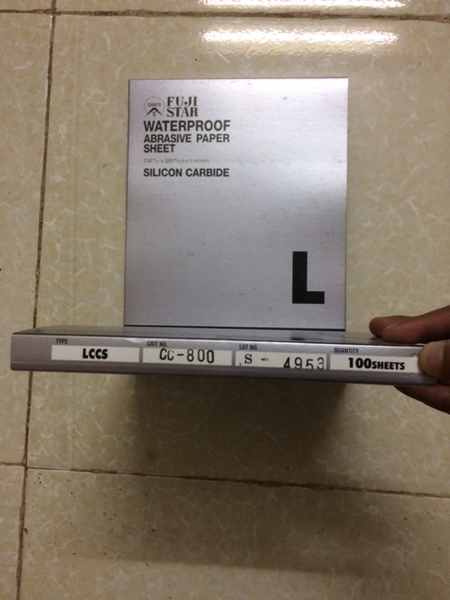 FUJI
STAR
WATERPROOF
ABRASIVE PAPER
SHEET
SILICON CARBIDE
L
TYPE
LCCS
GRIT NO.
CC-800
LOT NO.
S - 4953
QUANTITY
100SHEETS